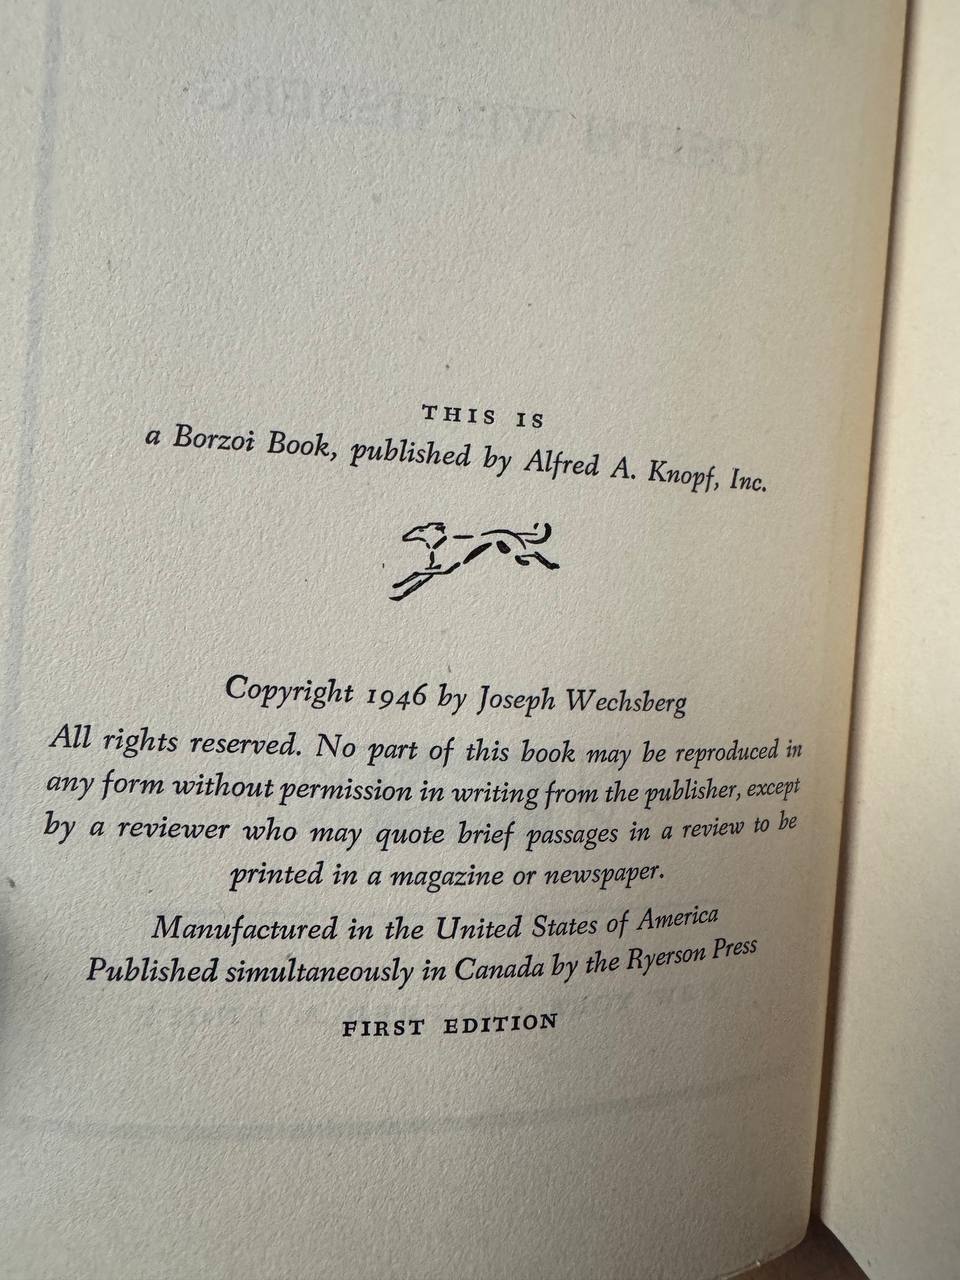 THIS IS
a Borzoi Book, published by Alfred A. Knopf, Inc.
Copyright 1946 by Joseph Wechsberg
All rights reserved. No part of this book may be reproduced in
any form without permission in writing from the publisher, except
by a reviewer who may quote brief passages in a review to be
printed in a magazine or newspaper.
Manufactured in the United States of America
Published simultaneously in Canada by the Ryerson Press
FIRST EDITION